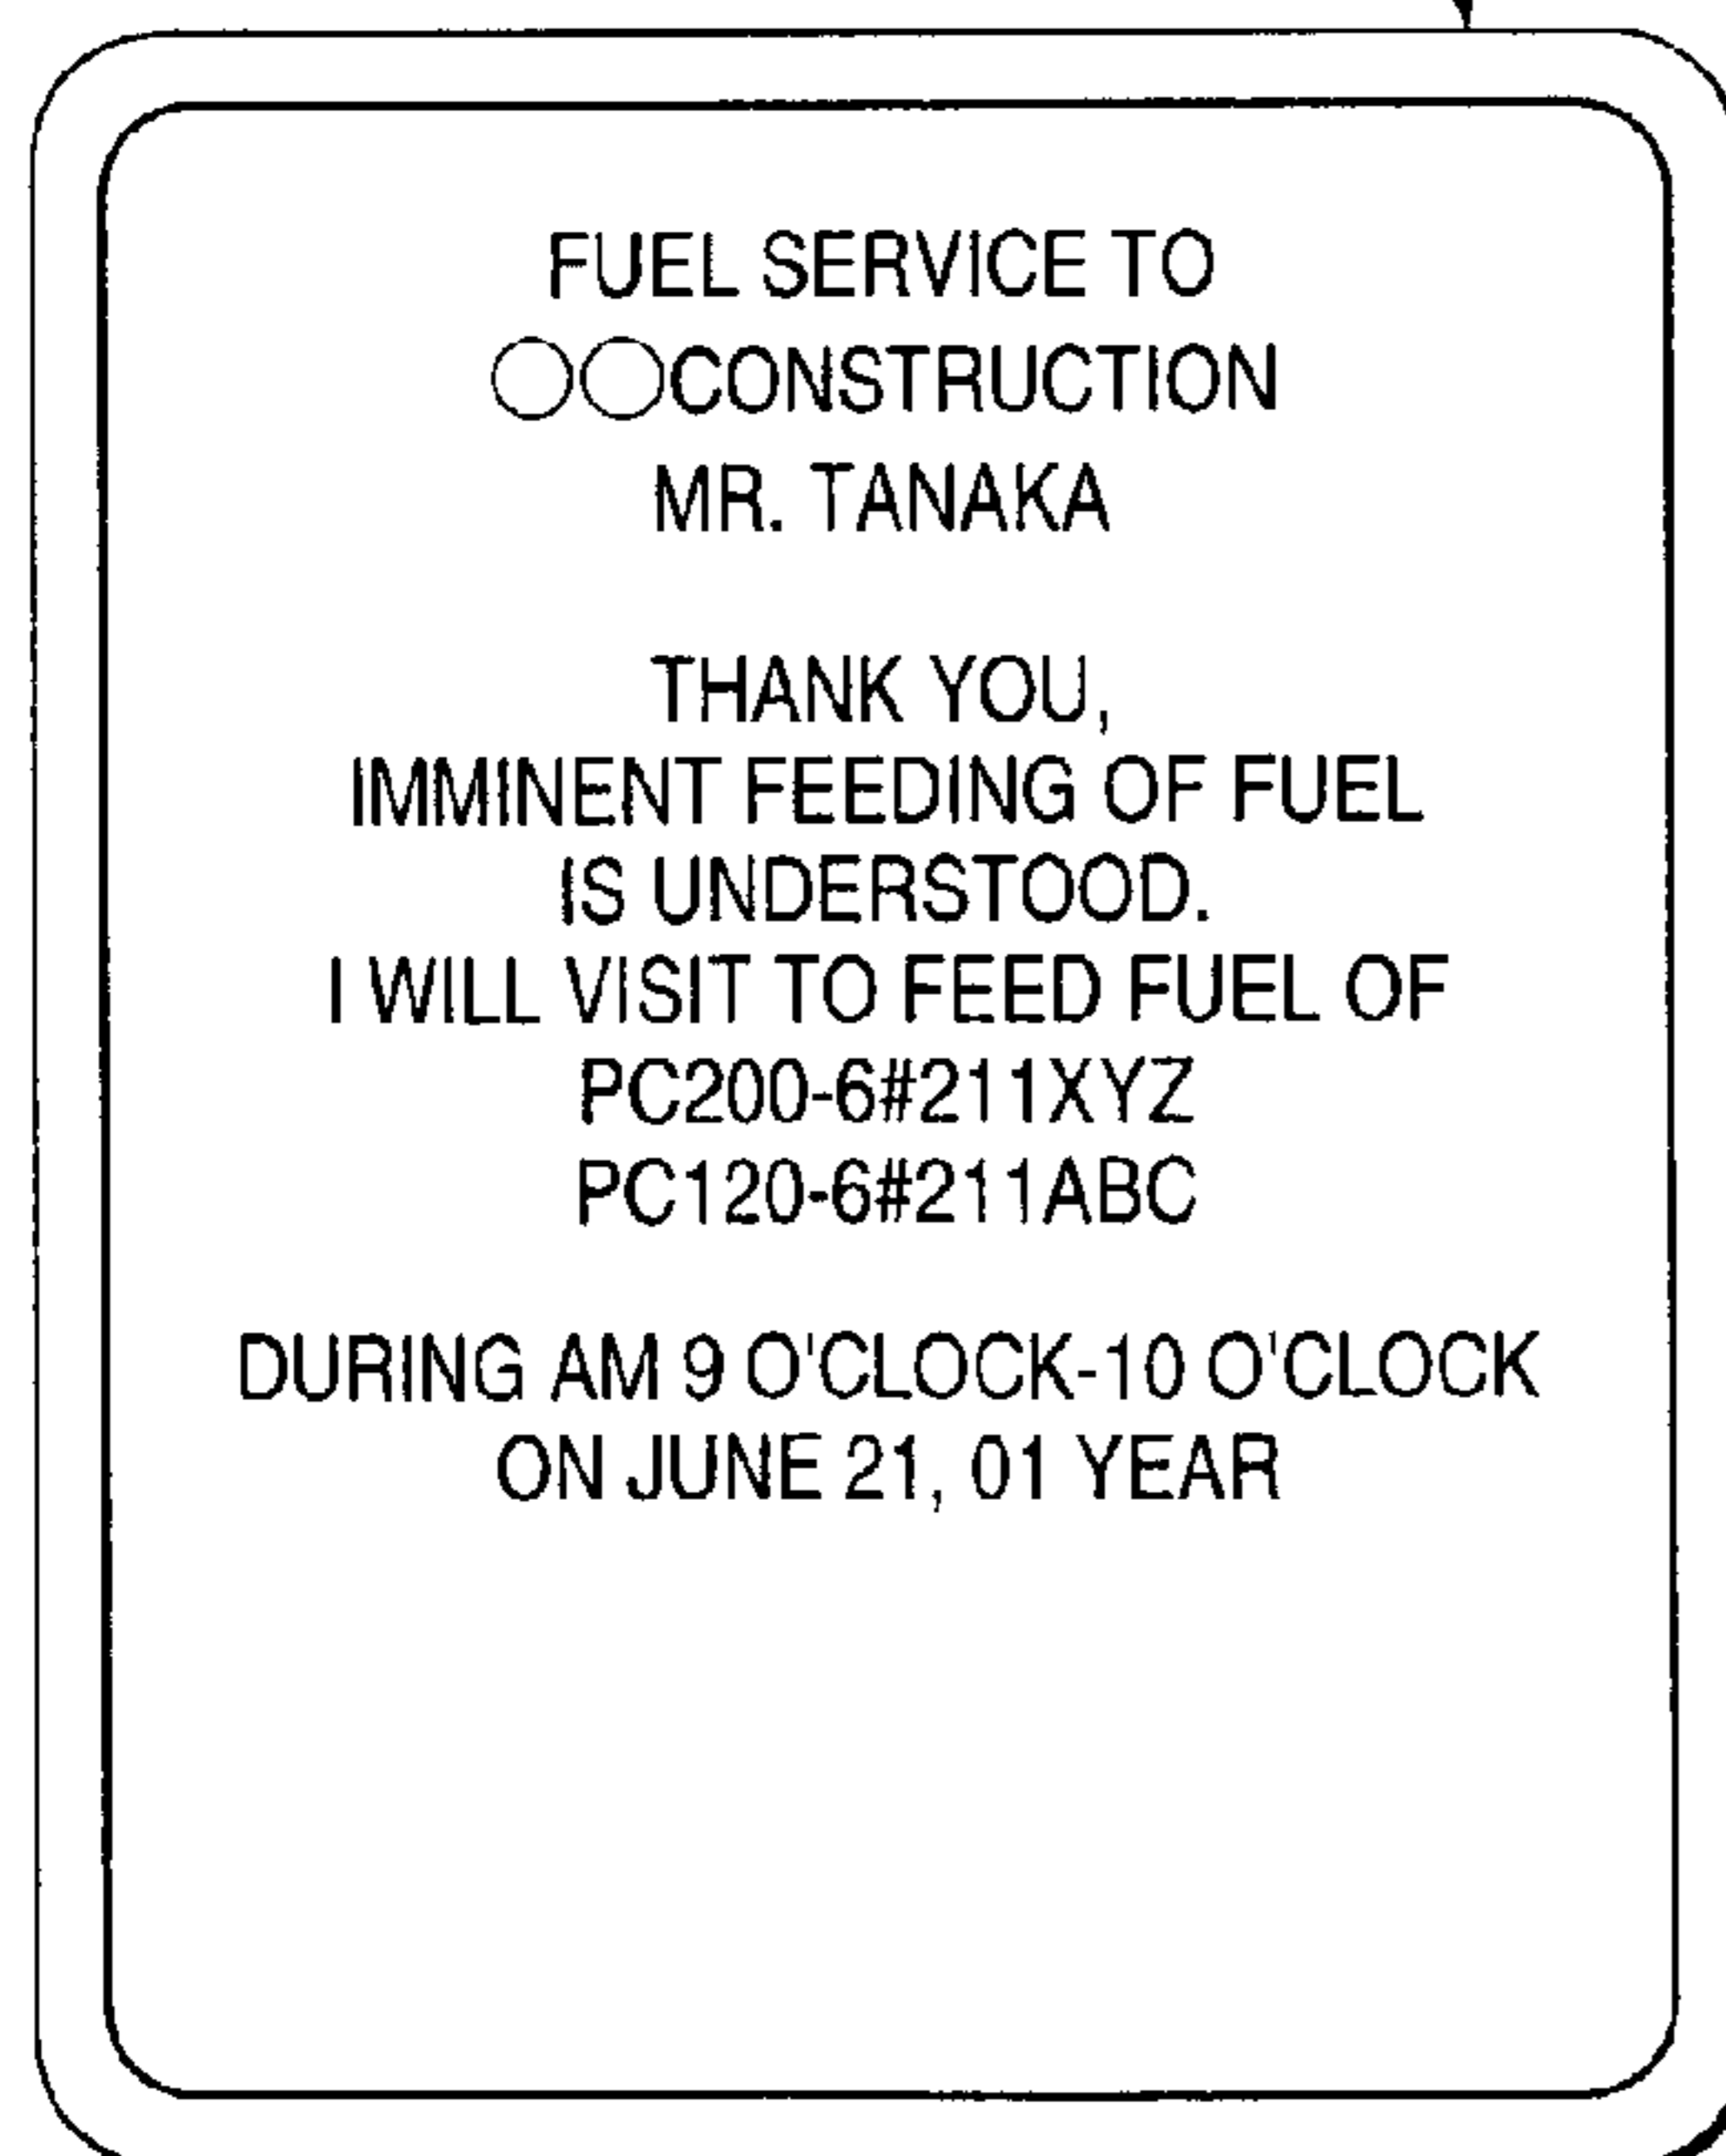 FUEL SERVICE TO
○○CONSTRUCTION
MR. TANAKA
THANK YOU,
IMMINENT FEEDING OF FUEL
IS UNDERSTOOD.
I WILL VISIT TO FEED FUEL OF
PC200-6#211XYZ
PC120-6#211ABC
DURING AM 9 O'CLOCK-10 O'CLOCK
ON JUNE 21, 01 YEAR